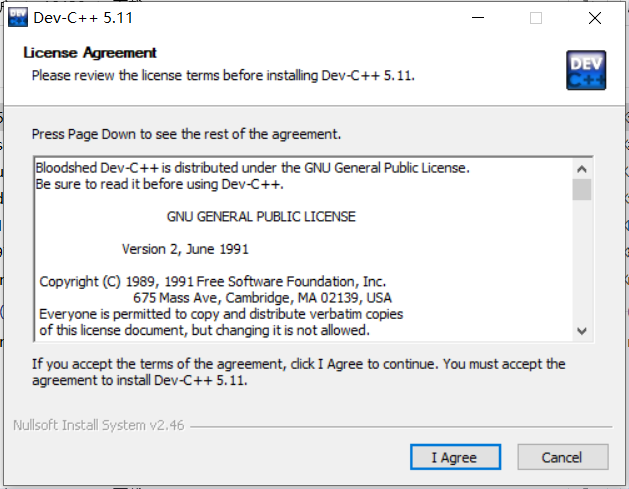 Dev-C++ 5.11
License Agreement
Please review the license terms before installing Dev-C++ 5.11.
DEV
C++
Press Page Down to see the rest of the agreement.
Bloodshed Dev-C++ is distributed under the GNU General Public License.
Be sure to read it before using Dev-C++.
GNU GENERAL PUBLIC LICENSE
Version 2, June 1991
Copyright (C) 1989, 1991 Free Software Foundation, Inc.
675 Mass Ave, Cambridge, MA 02139, USA
Everyone is permitted to copy and distribute verbatim copies
of this license document, but changing it is not allowed.
If you accept the terms of the agreement, click I Agree to continue. You must accept the
agreement to install Dev-C++ 5.11.
Nullsoft Install System v2.46
I Agree
Cancel